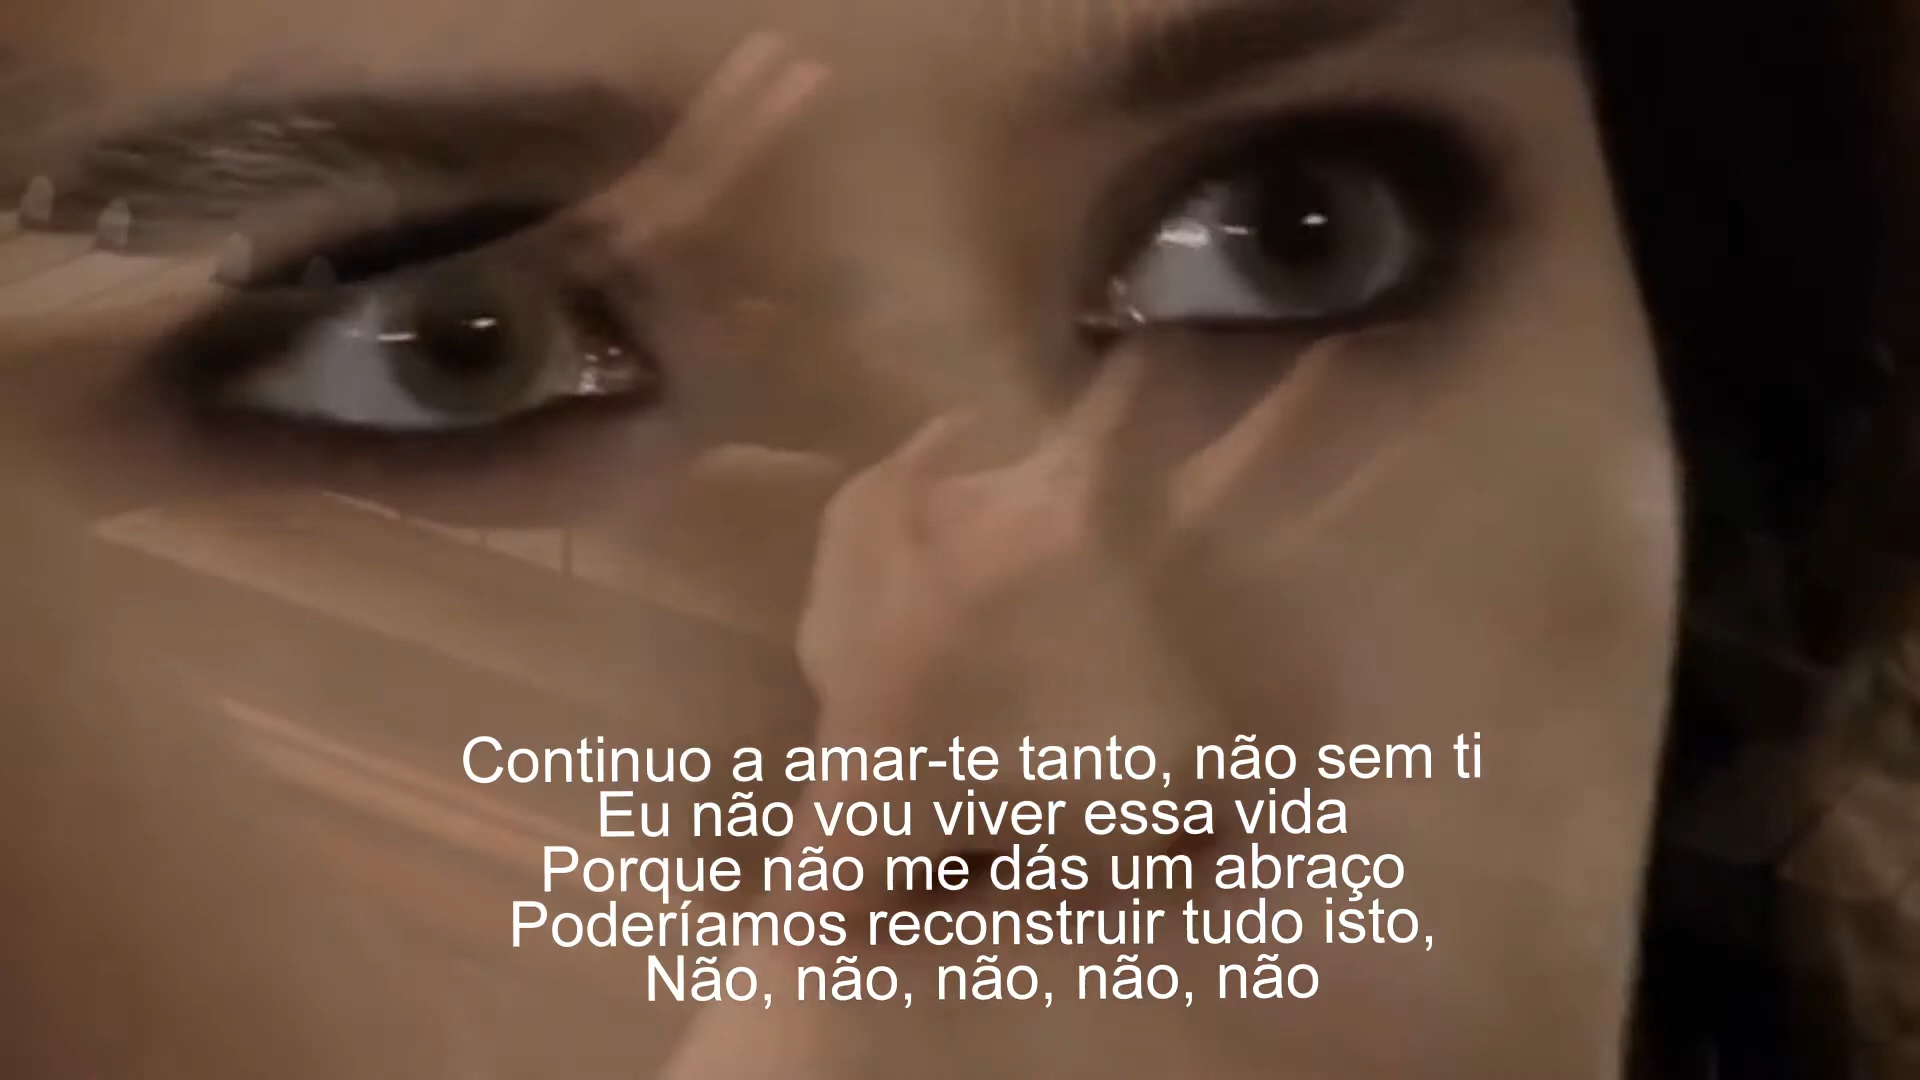 Continuo a amar-te tanto, não sem ti
Eu não vou viver essa vida
Porque não me dás um abraço
Poderíamos reconstruir tudo isto,
Não, não, não, não, não